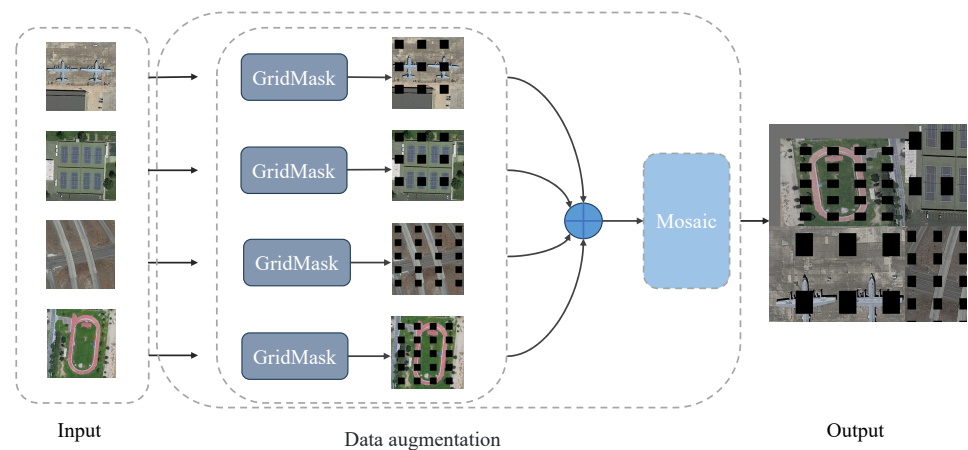 GridMask
GridMask
GridMask
GridMask
Mosaic
Input
Data augmentation
Output